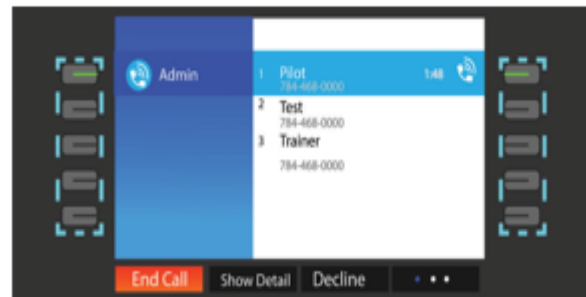 Admin
1 Pilot 1:48
784-468-0000
2 Test
784-468-0000
3 Trainer
784-468-0000
End Call Show Detail Decline